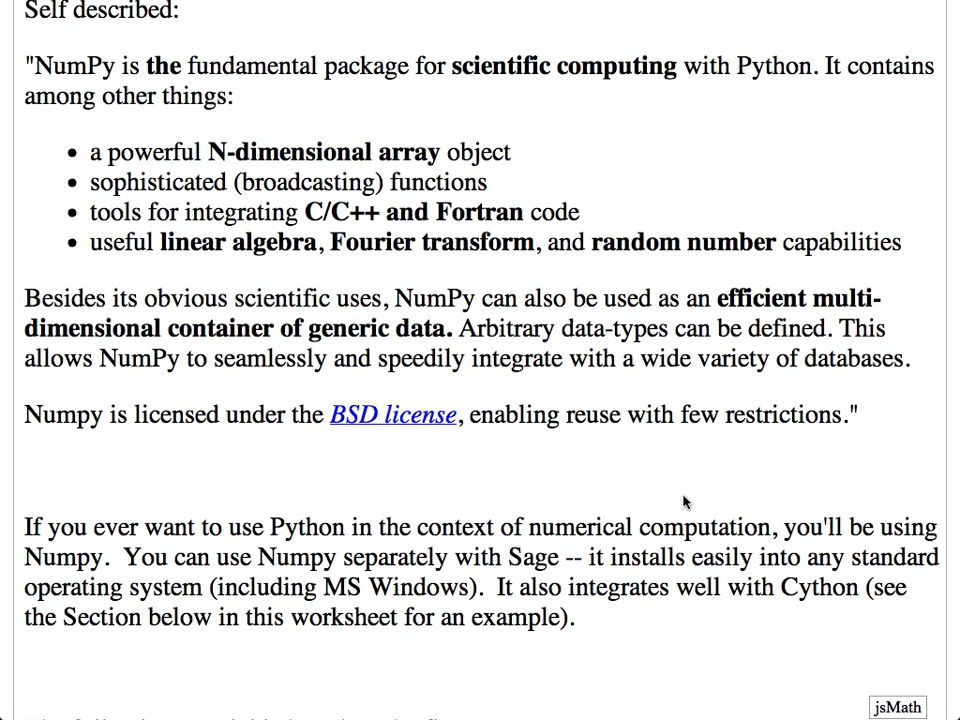 Self described:
"NumPy is the fundamental package for scientific computing with Python. It contains
among other things:
• a powerful N-dimensional array object
• sophisticated (broadcasting) functions
• tools for integrating C/C++ and Fortran code
• useful linear algebra, Fourier transform, and random number capabilities
Besides its obvious scientific uses, NumPy can also be used as an efficient multi-
dimensional container of generic data. Arbitrary data-types can be defined. This
allows NumPy to seamlessly and speedily integrate with a wide variety of databases.
Numpy is licensed under the BSD license, enabling reuse with few restrictions."
If you ever want to use Python in the context of numerical computation, you'll be using
Numpy.  You can use Numpy separately with Sage -- it installs easily into any standard
operating system (including MS Windows).  It also integrates well with Cython (see
the Section below in this worksheet for an example).
jsMath